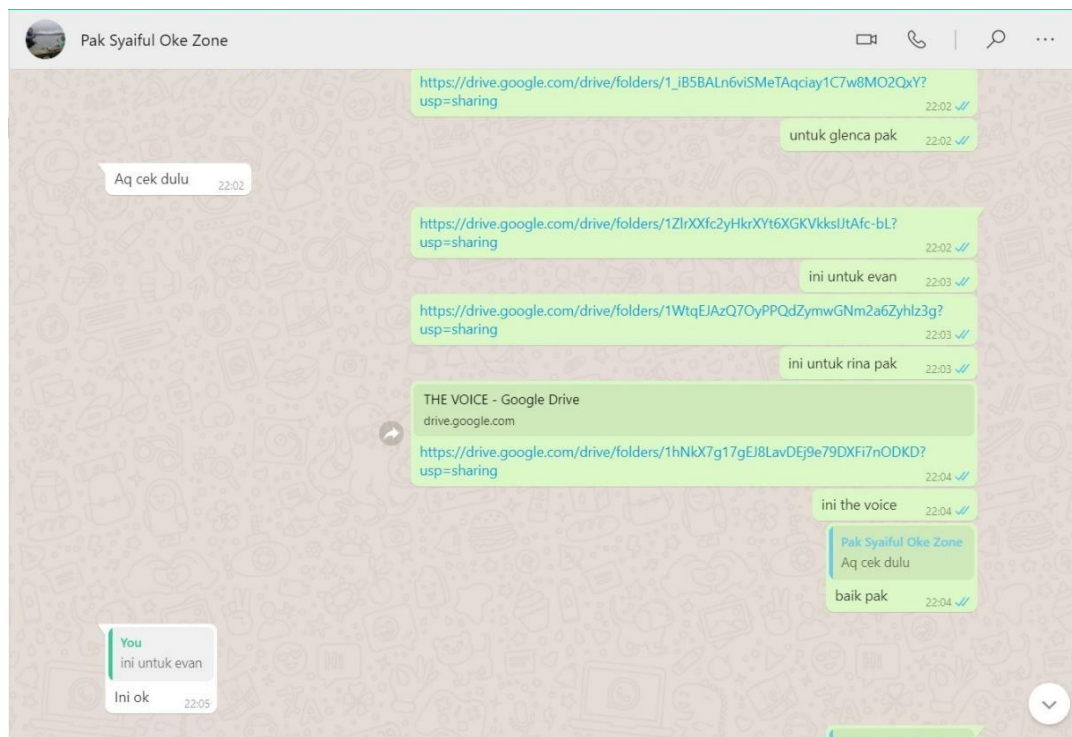 Pak Syaiful Oke Zone
https://drive.google.com/drive/folders/1_iB5BALn6viSMeTAqciay1C7w8MO2QxY?
usp=sharing
22:02
untuk glenca pak 22:02
Aq cek dulu 22:02
https://drive.google.com/drive/folders/1ZlrXXfc2yHkrXYt6XGKVkksIJtAfc-bL?
usp=sharing
22:02
ini untuk evan 22:03
https://drive.google.com/drive/folders/1WtqEJAzQ7OyPPQdZymwGNm2a6Zyhlz3g?
usp=sharing
22:03
ini untuk rina pak 22:03
THE VOICE - Google Drive
drive.google.com
https://drive.google.com/drive/folders/1hNkX7g17gEJ8LavDEj9e79DXFi7nODKD?
usp=sharing
22:04
ini the voice 22:04
Pak Syaiful Oke Zone
Aq cek dulu
baik pak 22:04
You
ini untuk evan
Ini ok 22:05